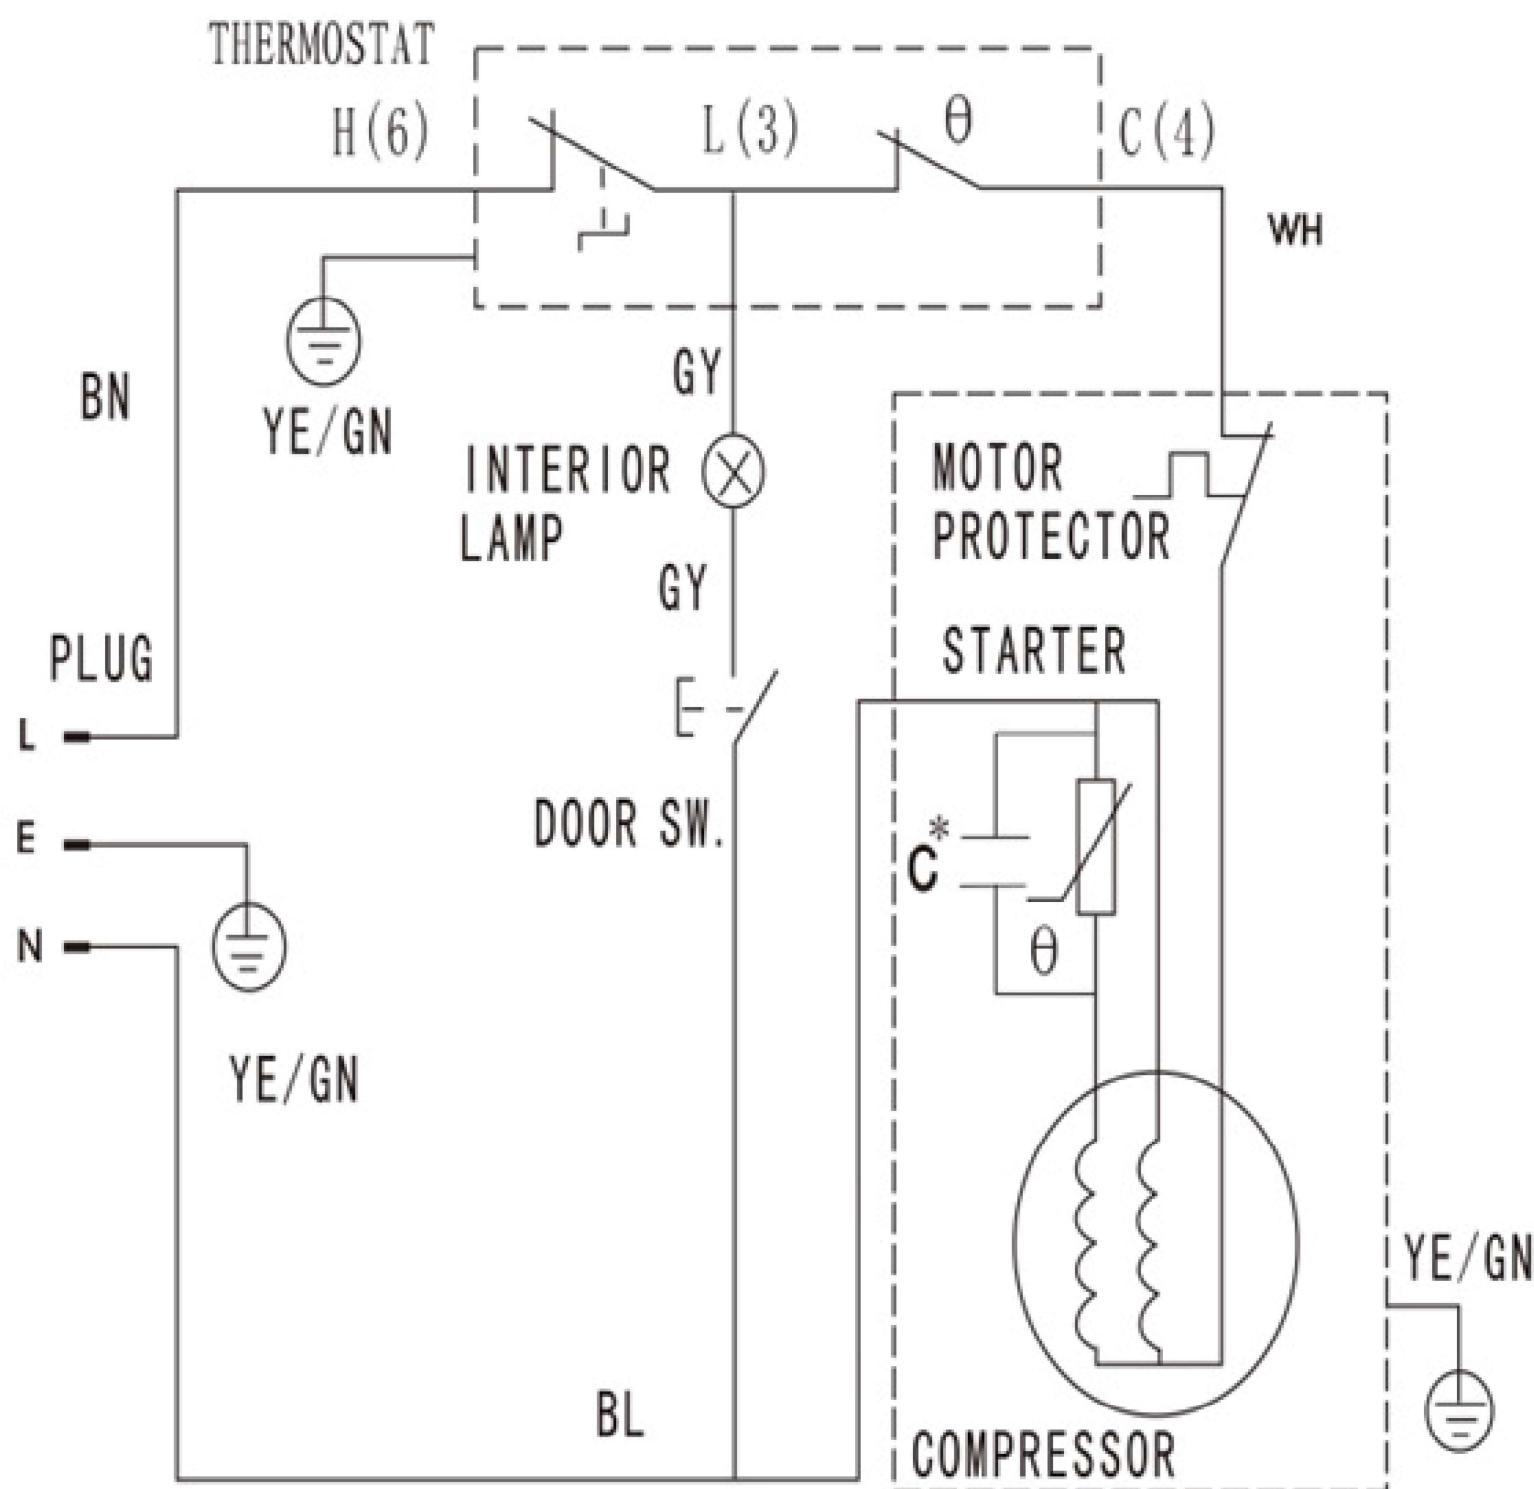 THERMOSTAT
H(6)
L(3)
θ
C(4)
WH
BN
YE/GN
GY
INTERIOR
LAMP
GY
MOTOR
PROTECTOR
PLUG
STARTER
L
E
N
DOOR SW.
C*
θ
YE/GN
YE/GN
BL
COMPRESSOR